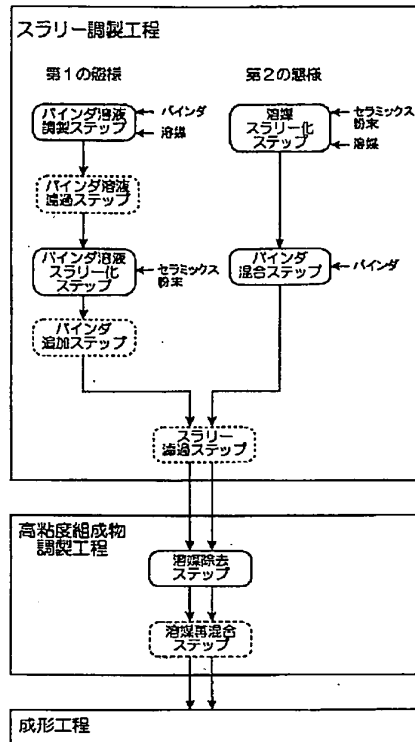 スラリー調製工程
第1の態様
第2の態様
バインダ溶液
調製ステップ
バインダ
溶媒
溶媒
スラリー化
ステップ
セラミックス
粉末
溶媒
バインダ溶液
濾過ステップ
バインダ溶液
スラリー化
ステップ
セラミックス
粉末
バインダ
混合ステップ
バインダ
バインダ
追加ステップ
スラリー
濾過ステップ
高粘度組成物
調製工程
溶媒除去
ステップ
溶媒再混合
ステップ
成形工程